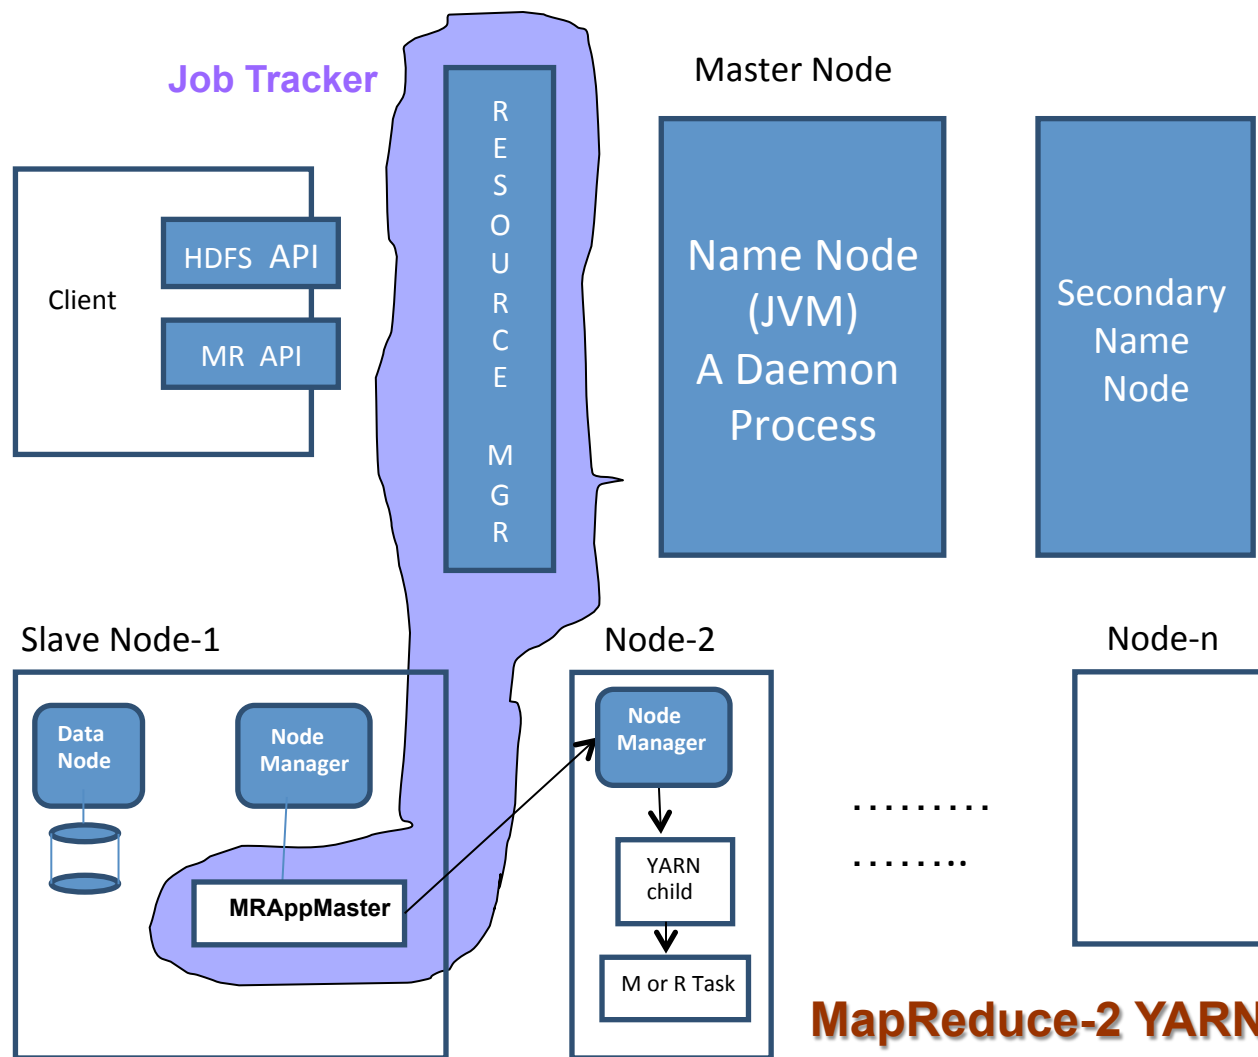 Job Tracker
Master Node
R
E
S
O
U
R
C
E
M
G
R
Client
HDFS API
MR API
Name Node
(JVM)
A Daemon
Process
Secondary
Name
Node
Slave Node-1
Data
Node
Node
Manager
MRAppMaster
Node-2
Node
Manager
YARN
child
M or R Task
. . . . . . . . .
. . . . . . ..
Node-n
MapReduce-2 YARN